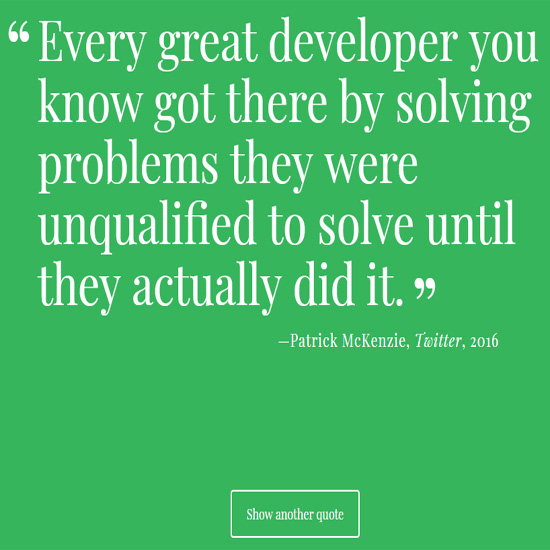 “Every great developer you
know got there by solving
problems they were
unqualified to solve until
they actually did it.”
—Patrick McKenzie, Twitter, 2016
Show another quote